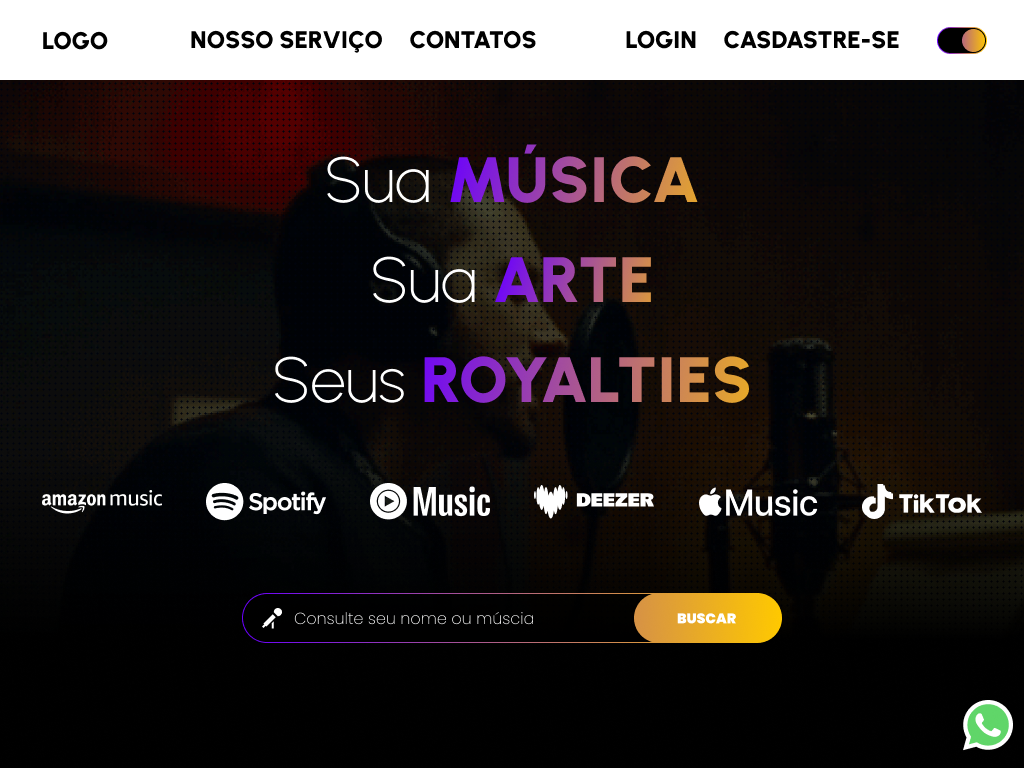 LOGO NOSSO SERVIÇO CONTATOS LOGIN CASDASTRE-SE
Sua MÚSICA
Sua ARTE
Seus ROYALTIES
amazon music Spotify Music DEEZER Music TikTok
Consulte seu nome ou múscia BUSCAR